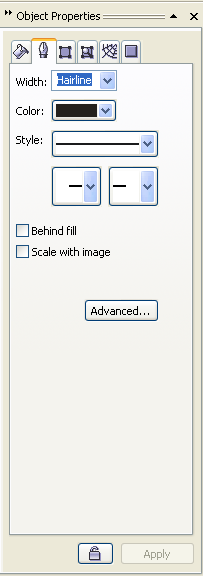 Object Properties
Width: Hairline
Color:
Style:
Behind fill
Scale with image
Advanced...
Apply